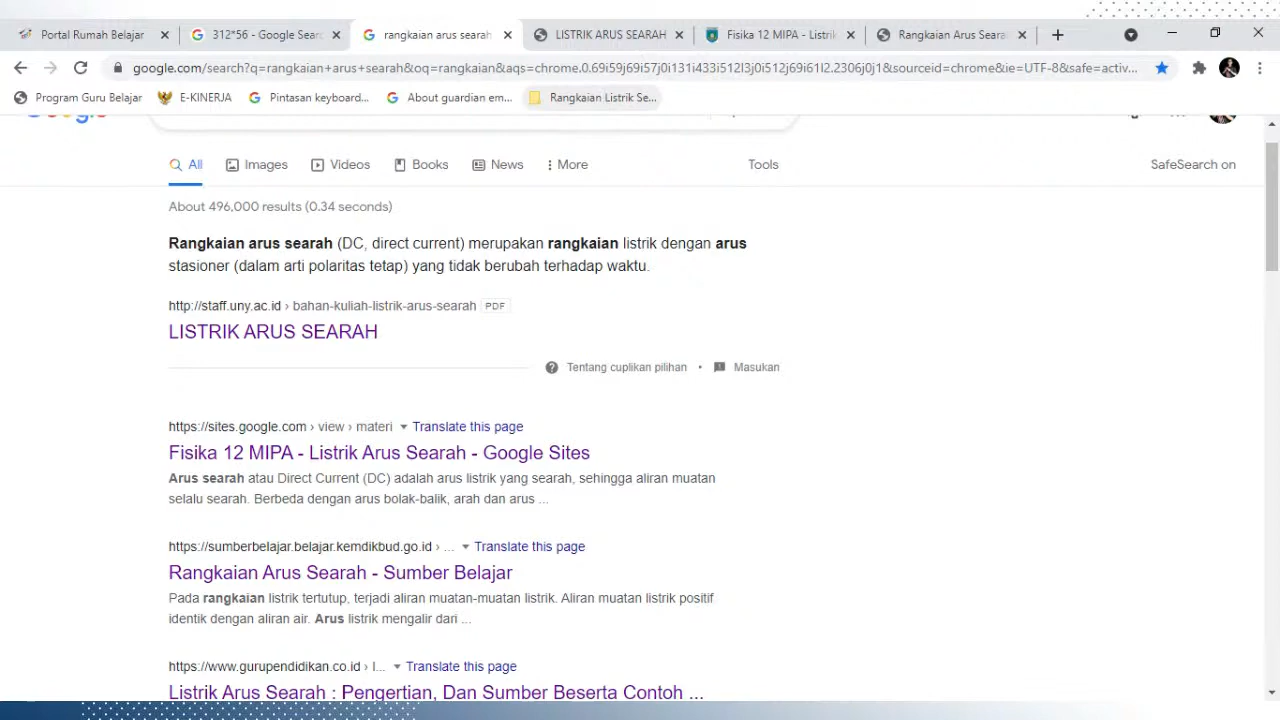 Portal Rumah Belajar
312*56 - Google Sear
rangkaian arus searah
LISTRIK ARUS SEARAH
Fisika 12 MIPA - Listrik
Rangkaian Arus Seara
google.com/search?q=rangkaian+arus+searah&oq=rangkaian&aqs=chrome.0.69i59j69i57j0i131i433i512l3j0i512j69i61l2.2306j0j1&sourceid=chrome&ie=UTF-8&safe=activ...
Program Guru Belajar
E-KINERJA
Pintasan keyboard...
About guardian em...
Rangkaian Listrik Se...
All
Images
Videos
Books
News
More
Tools
SafeSearch on
About 496,000 results (0.34 seconds)
Rangkaian arus searah (DC, direct current) merupakan rangkaian listrik dengan arus
stasioner (dalam arti polaritas tetap) yang tidak berubah terhadap waktu.
http://staff.uny.ac.id › bahan-kuliah-listrik-arus-searah PDF
LISTRIK ARUS SEARAH
Tentang cuplikan pilihan • Masukan
https://sites.google.com › view › materi Translate this page
Fisika 12 MIPA - Listrik Arus Searah - Google Sites
Arus searah atau Direct Current (DC) adalah arus listrik yang searah, sehingga aliran muatan
selalu searah. Berbeda dengan arus bolak-balik, arah dan arus ...
https://sumberbelajar.belajar.kemdikbud.go.id › ... Translate this page
Rangkaian Arus Searah - Sumber Belajar
Pada rangkaian listrik tertutup, terjadi aliran muatan-muatan listrik. Aliran muatan listrik positif
identik dengan aliran air. Arus listrik mengalir dari ...
https://www.gurupendidikan.co.id › l... Translate this page
Listrik Arus Searah : Pengertian, Dan Sumber Beserta Contoh ...